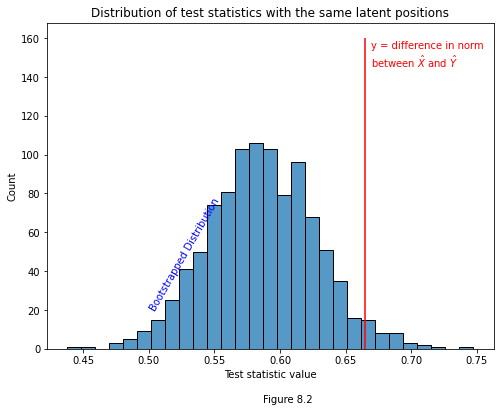 Distribution of test statistics with the same latent positions
160
140
120
100
80
60
40
20
0
Count
y = difference in norm
between X̂ and Ŷ
Bootstrapped Distribution
0.45 0.50 0.55 0.60 0.65 0.70 0.75
Test statistic value
Figure 8.2